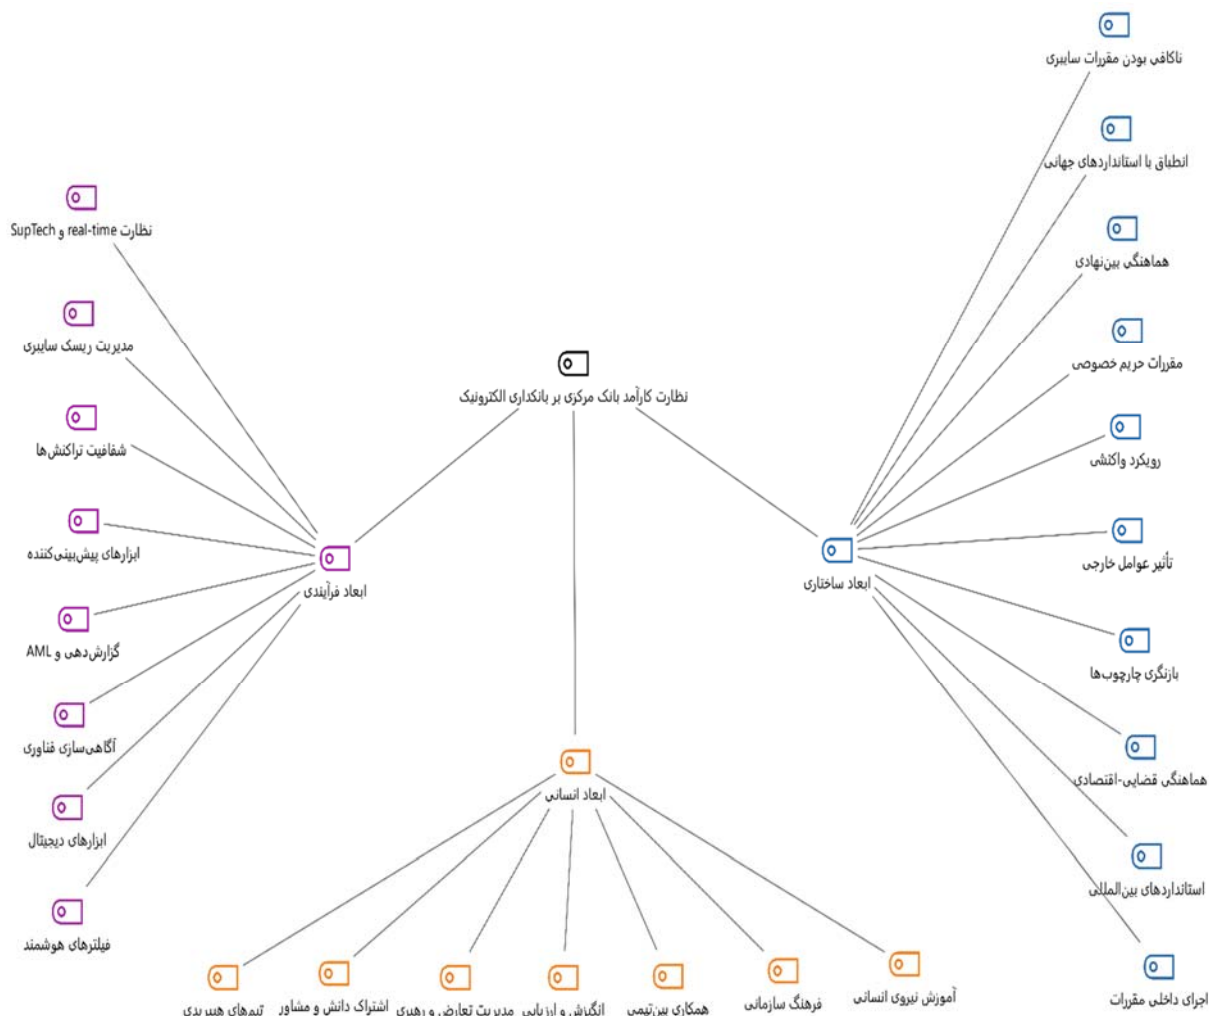 ناکافی بودن مقررات سایبری
انطباق با استانداردهای جهانی
هماهنگی بین‌نهادی
مقررات حریم خصوصی
رویکرد واکنشی
تأثیر عوامل خارجی
بازنگری چارچوب‌ها
هماهنگی قضایی-اقتصادی
استانداردهای بین‌المللی
اجرای داخلی مقررات
ابعاد ساختاری
نظارت کارآمد بانک مرکزی بر بانکداری الکترونیک
نظارت real-time و SupTech
مدیریت ریسک سایبری
شفافیت تراکنش‌ها
ابزارهای پیش‌بینی‌کننده
گزارش‌دهی و AML
آگاهی‌سازی فناوری
ابزارهای دیجیتال
فیلترهای هوشمند
ابعاد فرآیندی
ابعاد انسانی
آموزش نیروی انسانی
فرهنگ سازمانی
همکاری بین‌تیمی
انگیزش و ارزیابی
مدیریت تعارض و رهبری
اشتراک دانش و مشاور
تیم‌های هیبریدی